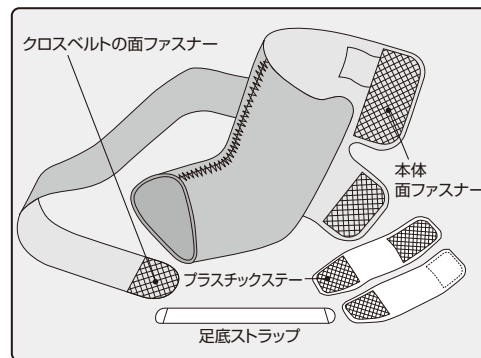 クロスベルトの面ファスナー
本体
面ファスナー
プラスチックステー
足底ストラップ